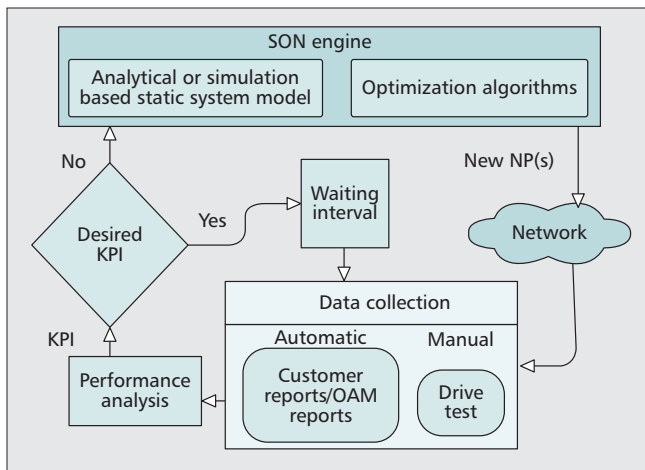 SON engine
Analytical or simulation
based static system model
Optimization algorithms
No
New NP(s)
Waiting
interval
Yes
Desired
KPI
Network
Data collection
KPI
Automatic
Manual
Performance
analysis
Customer
reports/OAM
reports
Drive
test